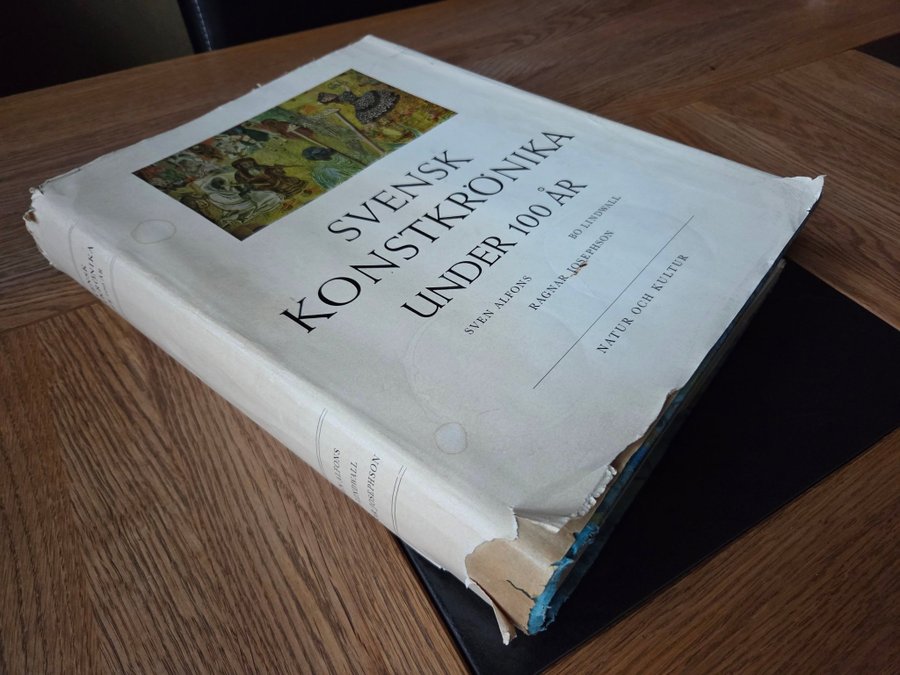 SVENSK
KONSTKRÖNIKA
UNDER 100 ÅR
SVEN ALFONS
BO LINDWALL
RAGNAR JOSEPHSON
NATUR OCH KULTUR
ALFONS
LINDWALL
JOSEPHSON